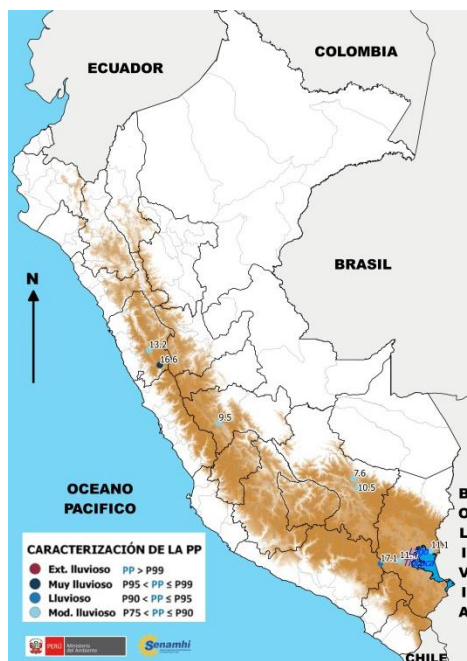 COLOMBIA
ECUADOR
BRASIL
N
13.2
16.6
9.5
7.6
10.5
OCEANO
PACIFICO
BOLIVIA
11.1
17.1
CARACTERIZACIÓN DE LA PP
Ext. lluvioso PP > P99
Muy lluvioso P95 < PP ≤ P99
Lluvioso P90 < PP ≤ P95
Mod. lluvioso P75 < PP ≤ P90
PERÚ Ministerio del Ambiente
Senamhi
CHILE